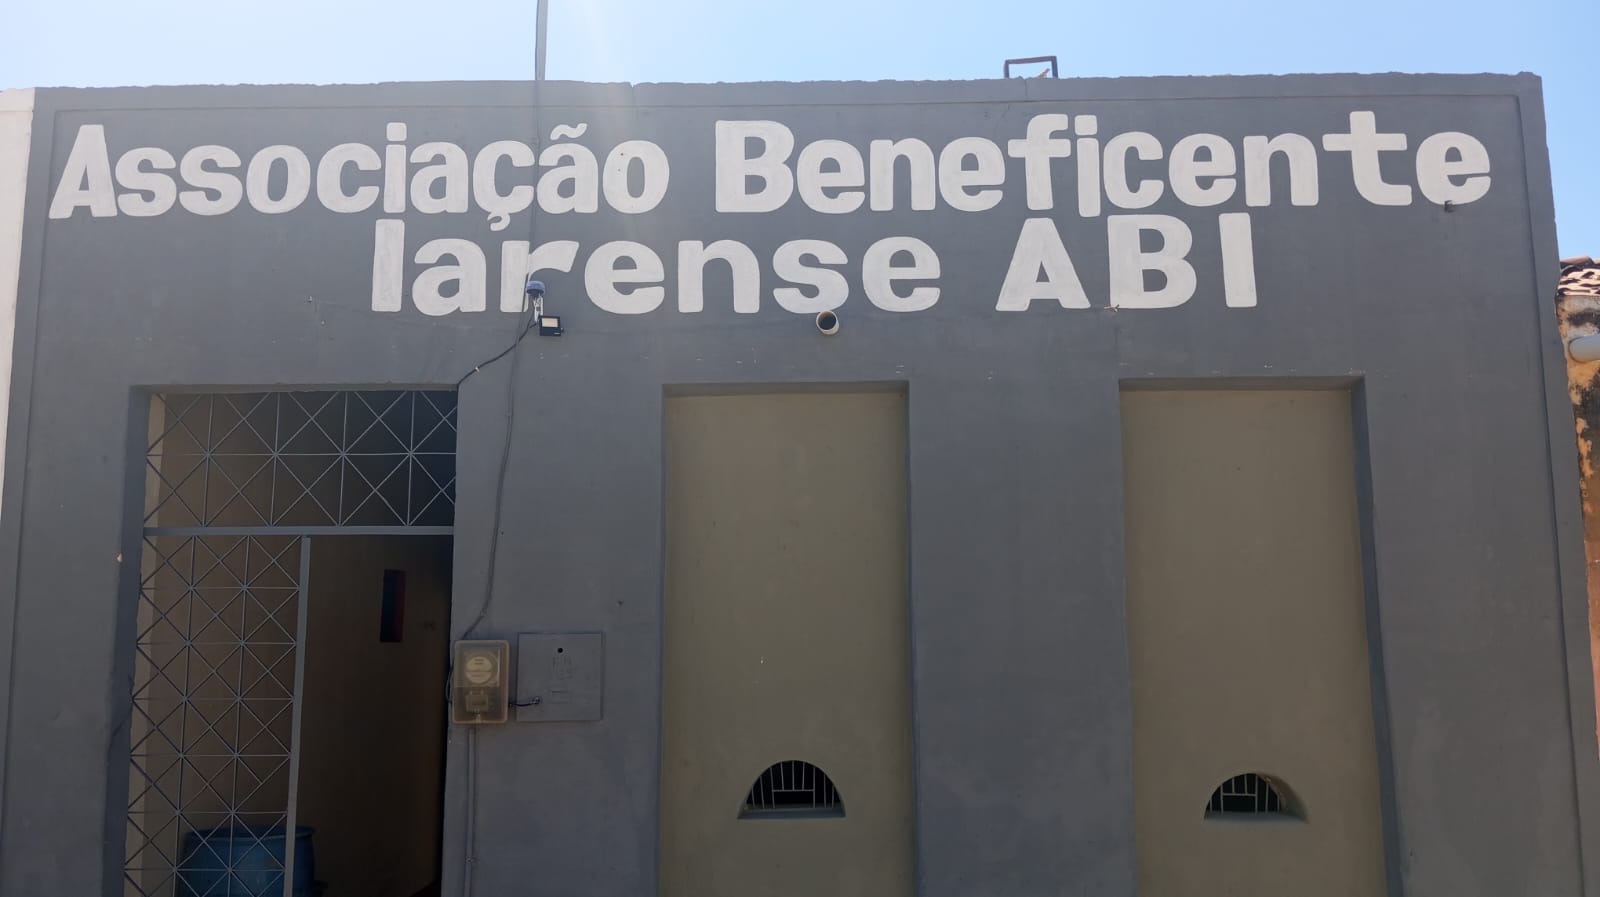 Associação Beneficente
Iarense ABI